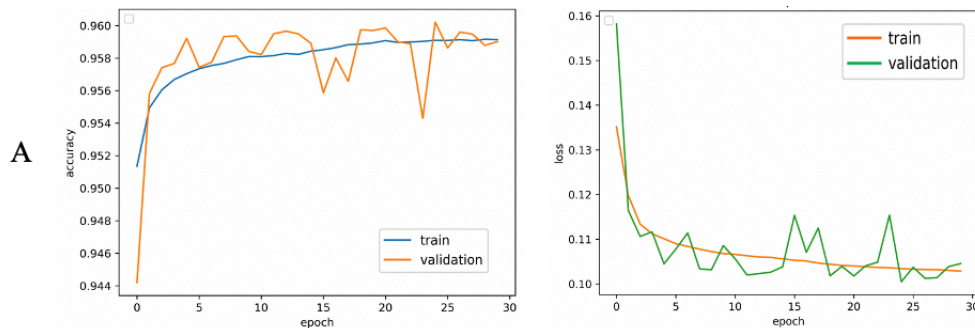 A
0.960
0.958
0.956
0.954
0.952
0.950
0.948
0.946
0.944
accuracy
train
validation
0 5 10 15 20 25 30
epoch
0.16
0.15
0.14
0.13
0.12
0.11
0.10
loss
train
validation
0 5 10 15 20 25 30
epoch